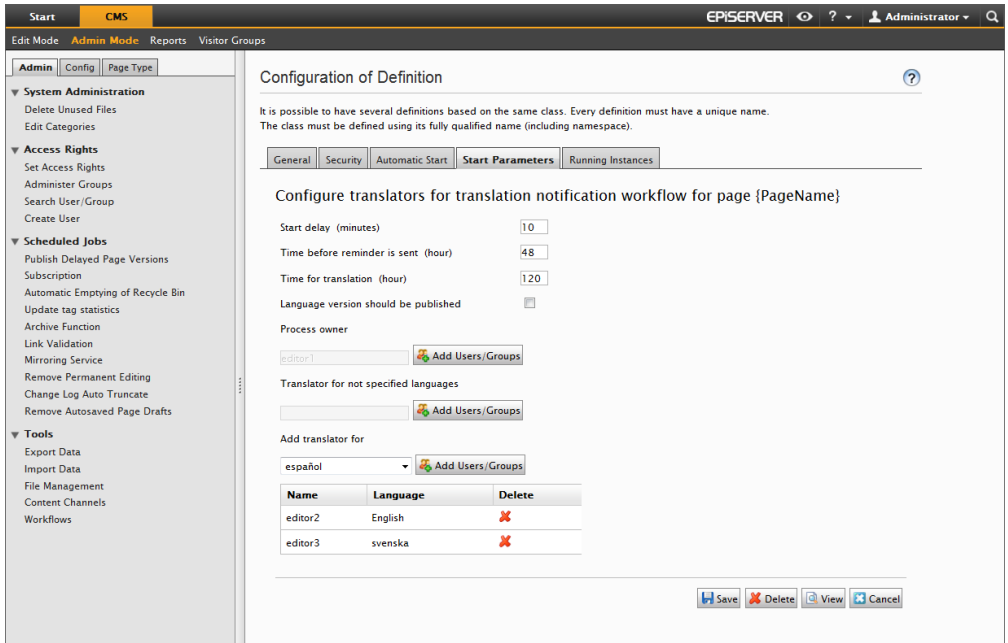 Start CMS EPiSERVER ? Administrator
Edit Mode Admin Mode Reports Visitor Groups
Admin Config Page Type
System Administration
Delete Unused Files
Edit Categories
Access Rights
Set Access Rights
Administer Groups
Search User/Group
Create User
Scheduled Jobs
Publish Delayed Page Versions
Subscription
Automatic Emptying of Recycle Bin
Update tag statistics
Archive Function
Link Validation
Mirroring Service
Remove Permanent Editing
Change Log Auto Truncate
Remove Autosaved Page Drafts
Tools
Export Data
Import Data
File Management
Content Channels
Workflows
Configuration of Definition ?
It is possible to have several definitions based on the same class. Every definition must have a unique name.
The class must be defined using its fully qualified name (including namespace).
General Security Automatic Start Start Parameters Running Instances
Configure translators for translation notification workflow for page {PageName}
Start delay (minutes) 10
Time before reminder is sent (hour) 48
Time for translation (hour) 120
Language version should be published
Process owner
editor1 Add Users/Groups
Translator for not specified languages
Add Users/Groups
Add translator for
español Add Users/Groups
Name Language Delete
editor2 English
editor3 svenska
Save Delete View Cancel